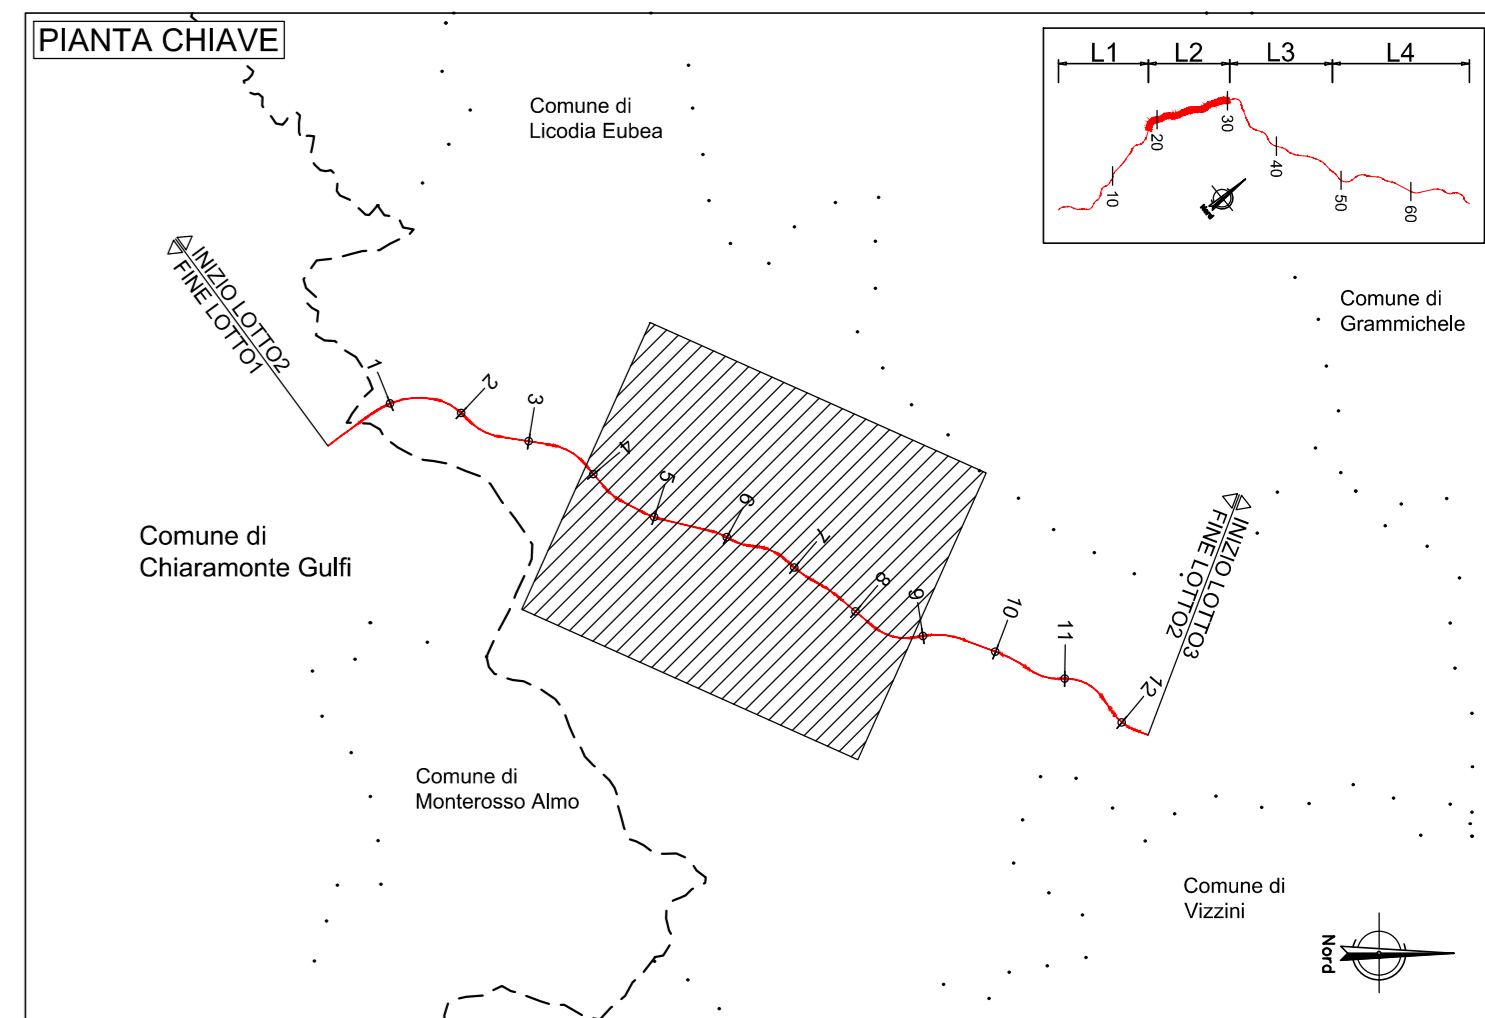 PIANTA CHIAVE
L1
L2
L3
L4
10
20
30
40
50
60
Nord
Comune di
Licodia Eubea
Comune di
Grammichele
INIZIO LOTTO2
FINE LOTTO1
1
2
3
4
5
6
7
8
9
10
11
12
INIZIO LOTTO3
FINE LOTTO2
Comune di
Chiaramonte Gulfi
Comune di
Monterosso Almo
Comune di
Vizzini
Nord